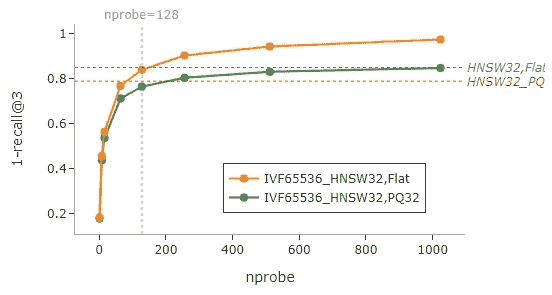 nprobe=128
1
0.8
0.6
0.4
0.2
1-recall@3
HNSW32,Flat
HNSW32_PQ
IVF65536_HNSW32,Flat
IVF65536_HNSW32,PQ32
0 200 400 600 800 1000
nprobe